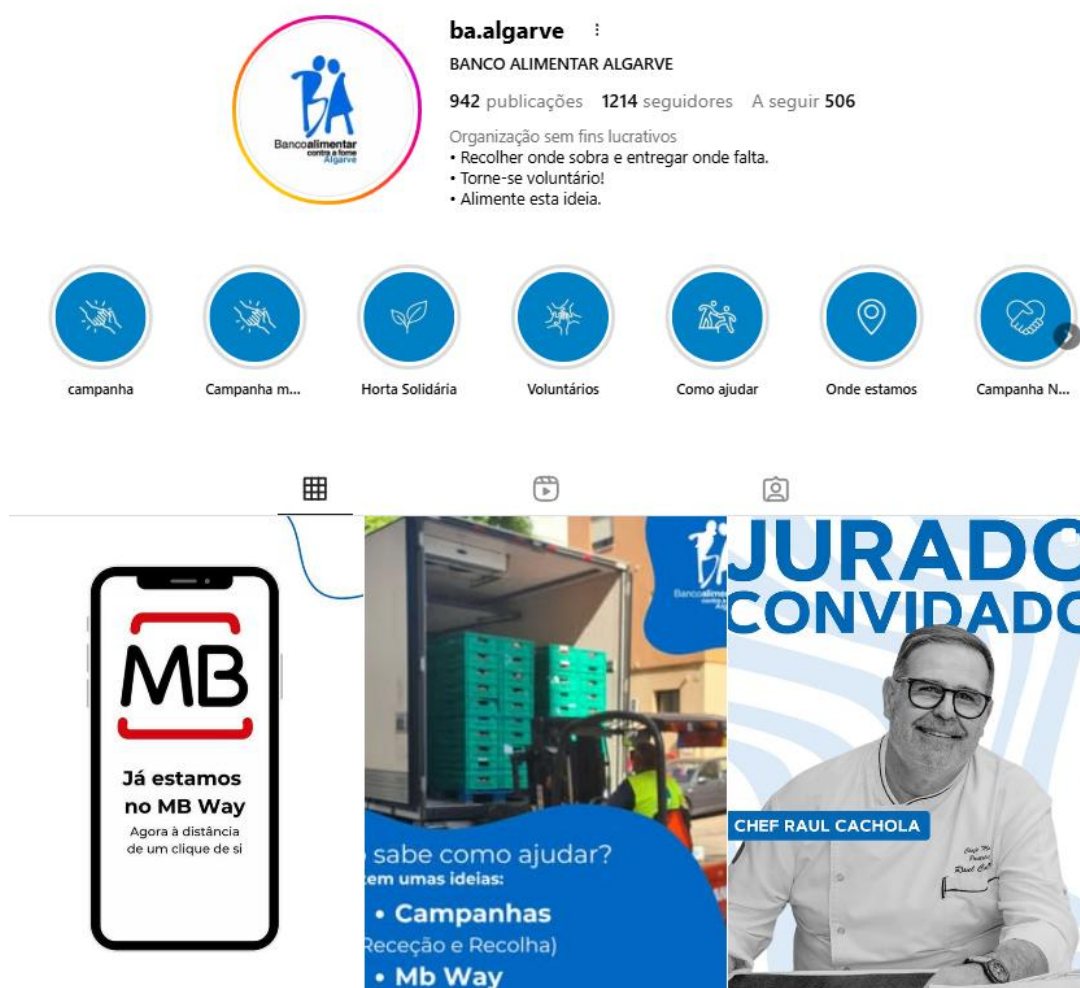 ba.algarve
BANCO ALIMENTAR ALGARVE
942 publicações 1214 seguidores A seguir 506
Organização sem fins lucrativos
• Recolher onde sobra e entregar onde falta.
• Torne-se voluntário!
• Alimente esta ideia.
BA
Bancoalimentar
contra a fome
Algarve
campanha
Campanha m...
Horta Solidária
Voluntários
Como ajudar
Onde estamos
Campanha N...
MB
Já estamos
no MB Way
Agora à distância
de um clique de si
sabe como ajudar?
tem umas ideias:
• Campanhas
Receção e Recolha)
• Mb Way
JURADO
CONVIDADO
CHEF RAUL CACHOLA